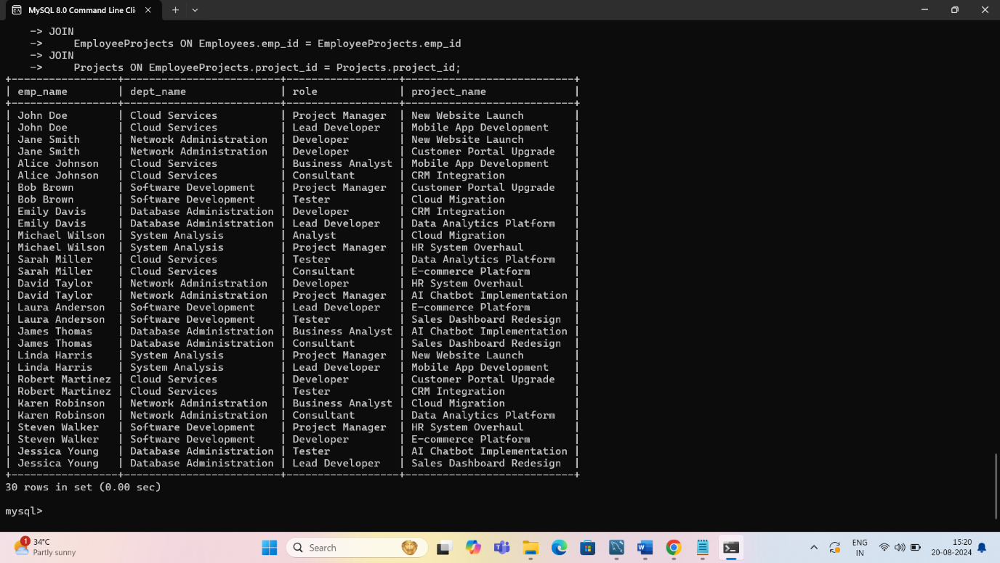 MySQL 8.0 Command Line Cli
-> JOIN
-> EmployeeProjects ON Employees.emp_id = EmployeeProjects.emp_id
-> JOIN
-> Projects ON EmployeeProjects.project_id = Projects.project_id;
+-----------------+-------------------------+------------------+---------------------------+
| emp_name | dept_name | role | project_name |
+-----------------+-------------------------+------------------+---------------------------+
| John Doe | Cloud Services | Project Manager | New Website Launch |
| John Doe | Cloud Services | Lead Developer | Mobile App Development |
| Jane Smith | Network Administration | Developer | New Website Launch |
| Jane Smith | Network Administration | Developer | Customer Portal Upgrade |
| Alice Johnson | Cloud Services | Business Analyst | Mobile App Development |
| Alice Johnson | Cloud Services | Consultant | CRM Integration |
| Bob Brown | Software Development | Project Manager | Customer Portal Upgrade |
| Bob Brown | Software Development | Tester | Cloud Migration |
| Emily Davis | Database Administration | Developer | CRM Integration |
| Emily Davis | Database Administration | Lead Developer | Data Analytics Platform |
| Michael Wilson | System Analysis | Analyst | Cloud Migration |
| Michael Wilson | System Analysis | Project Manager | HR System Overhaul |
| Sarah Miller | Cloud Services | Tester | Data Analytics Platform |
| Sarah Miller | Cloud Services | Consultant | E-commerce Platform |
| David Taylor | Network Administration | Developer | HR System Overhaul |
| David Taylor | Network Administration | Project Manager | AI Chatbot Implementation |
| Laura Anderson | Software Development | Lead Developer | E-commerce Platform |
| Laura Anderson | Software Development | Tester | Sales Dashboard Redesign |
| James Thomas | Database Administration | Business Analyst | AI Chatbot Implementation |
| James Thomas | Database Administration | Consultant | Sales Dashboard Redesign |
| Linda Harris | System Analysis | Project Manager | New Website Launch |
| Linda Harris | System Analysis | Lead Developer | Mobile App Development |
| Robert Martinez | Cloud Services | Developer | Customer Portal Upgrade |
| Robert Martinez | Cloud Services | Tester | CRM Integration |
| Karen Robinson | Network Administration | Business Analyst | Cloud Migration |
| Karen Robinson | Network Administration | Consultant | Data Analytics Platform |
| Steven Walker | Software Development | Project Manager | HR System Overhaul |
| Steven Walker | Software Development | Developer | E-commerce Platform |
| Jessica Young | Database Administration | Tester | AI Chatbot Implementation |
| Jessica Young | Database Administration | Lead Developer | Sales Dashboard Redesign |
+-----------------+-------------------------+------------------+---------------------------+
30 rows in set (0.00 sec)
mysql>
1 34°C
Partly sunny
Search
ENG
IN
15:20
20-08-2024